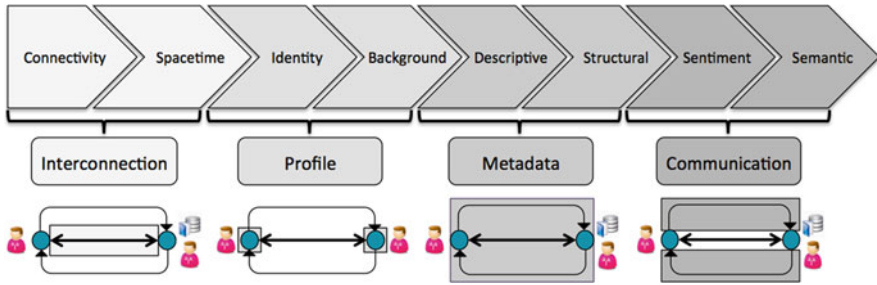 Connectivity
Spacetime
Identity
Background
Descriptive
Structural
Sentiment
Semantic
Interconnection
Profile
Metadata
Communication